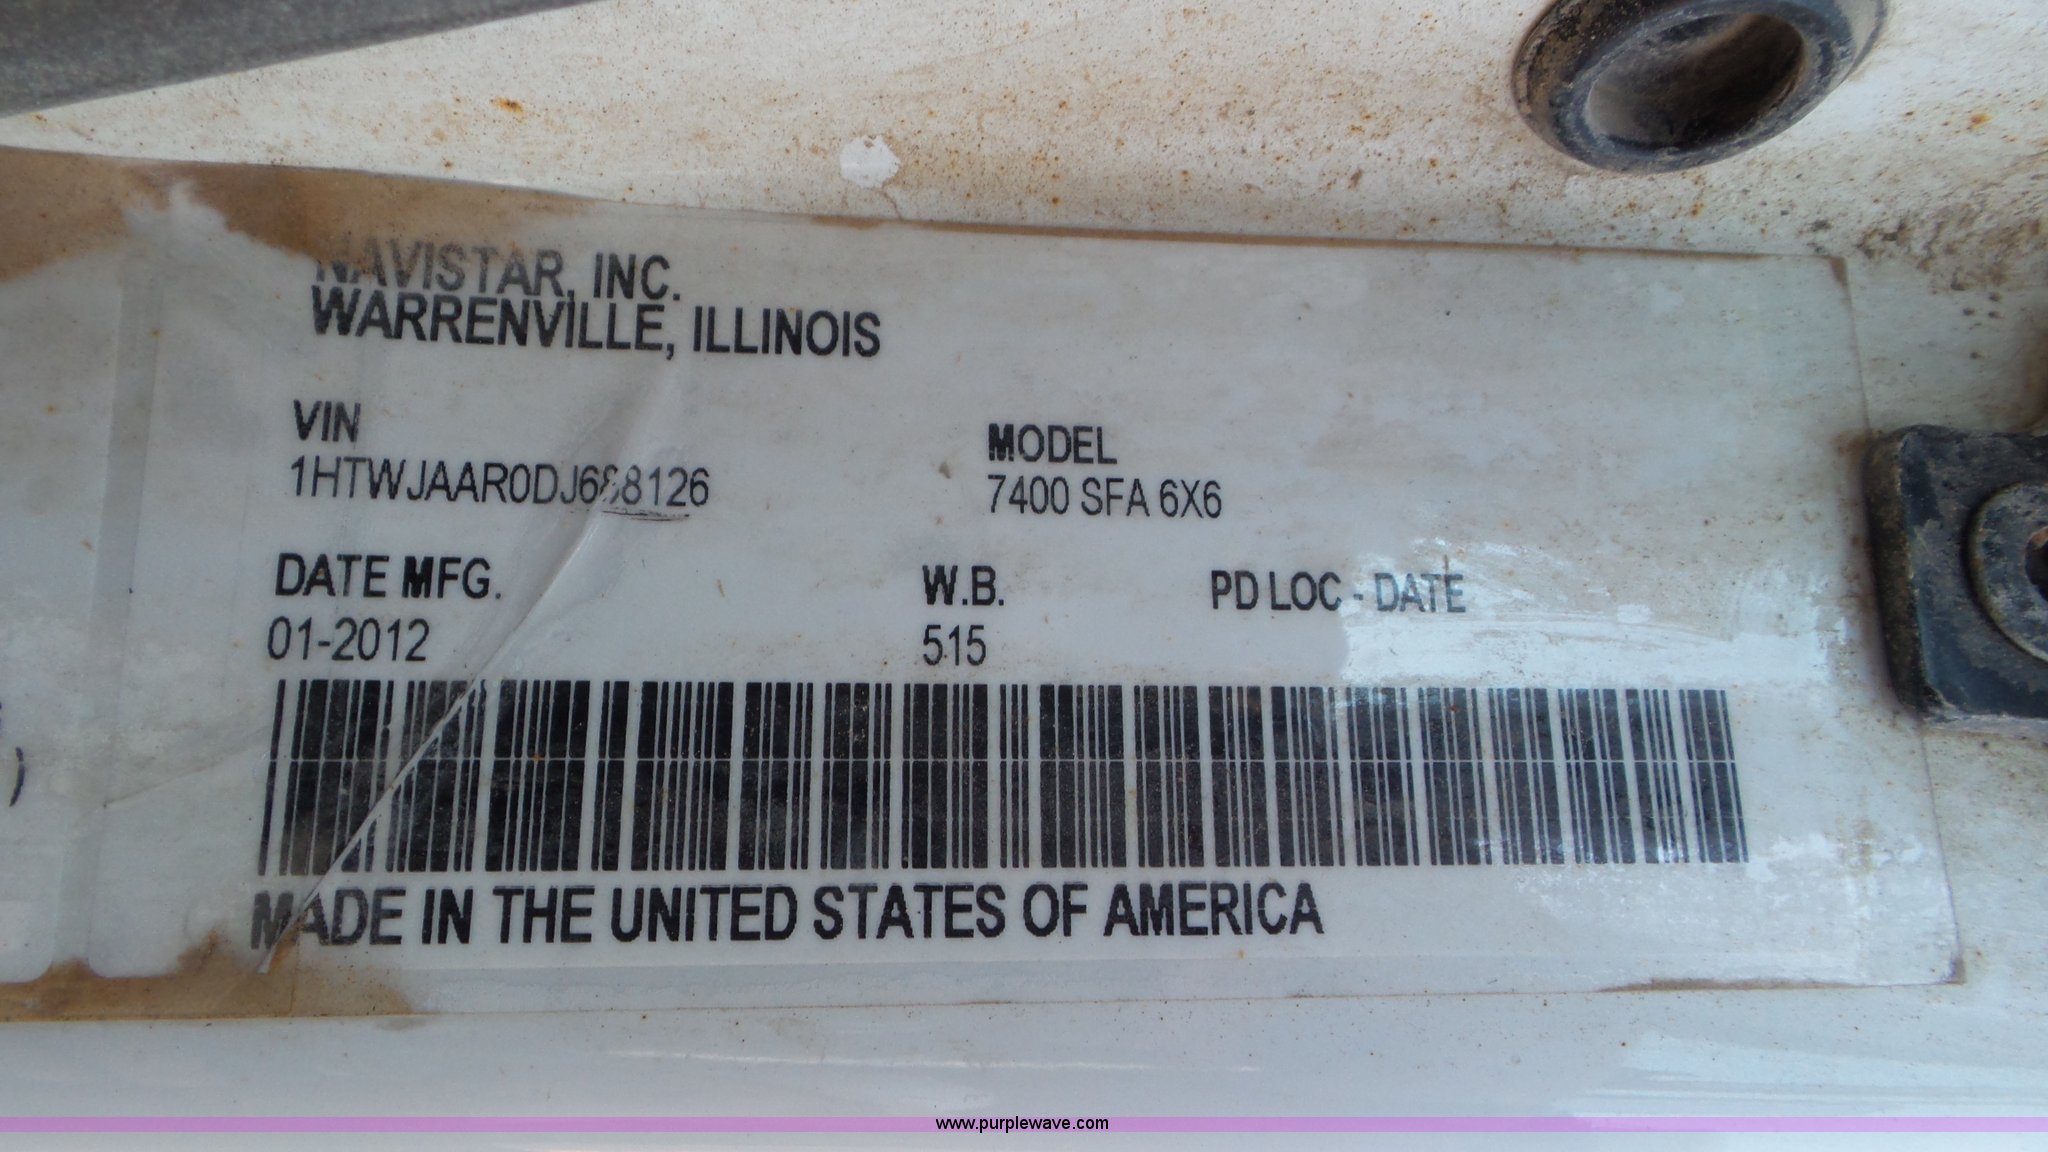 NAVISTAR, INC.
WARRENVILLE, ILLINOIS
VIN
1HTWJAAR0DJ688126
MODEL
7400 SFA 6X6
DATE MFG.
01-2012
W.B.
515
PD LOC - DATE
MADE IN THE UNITED STATES OF AMERICA
www.purplewave.com